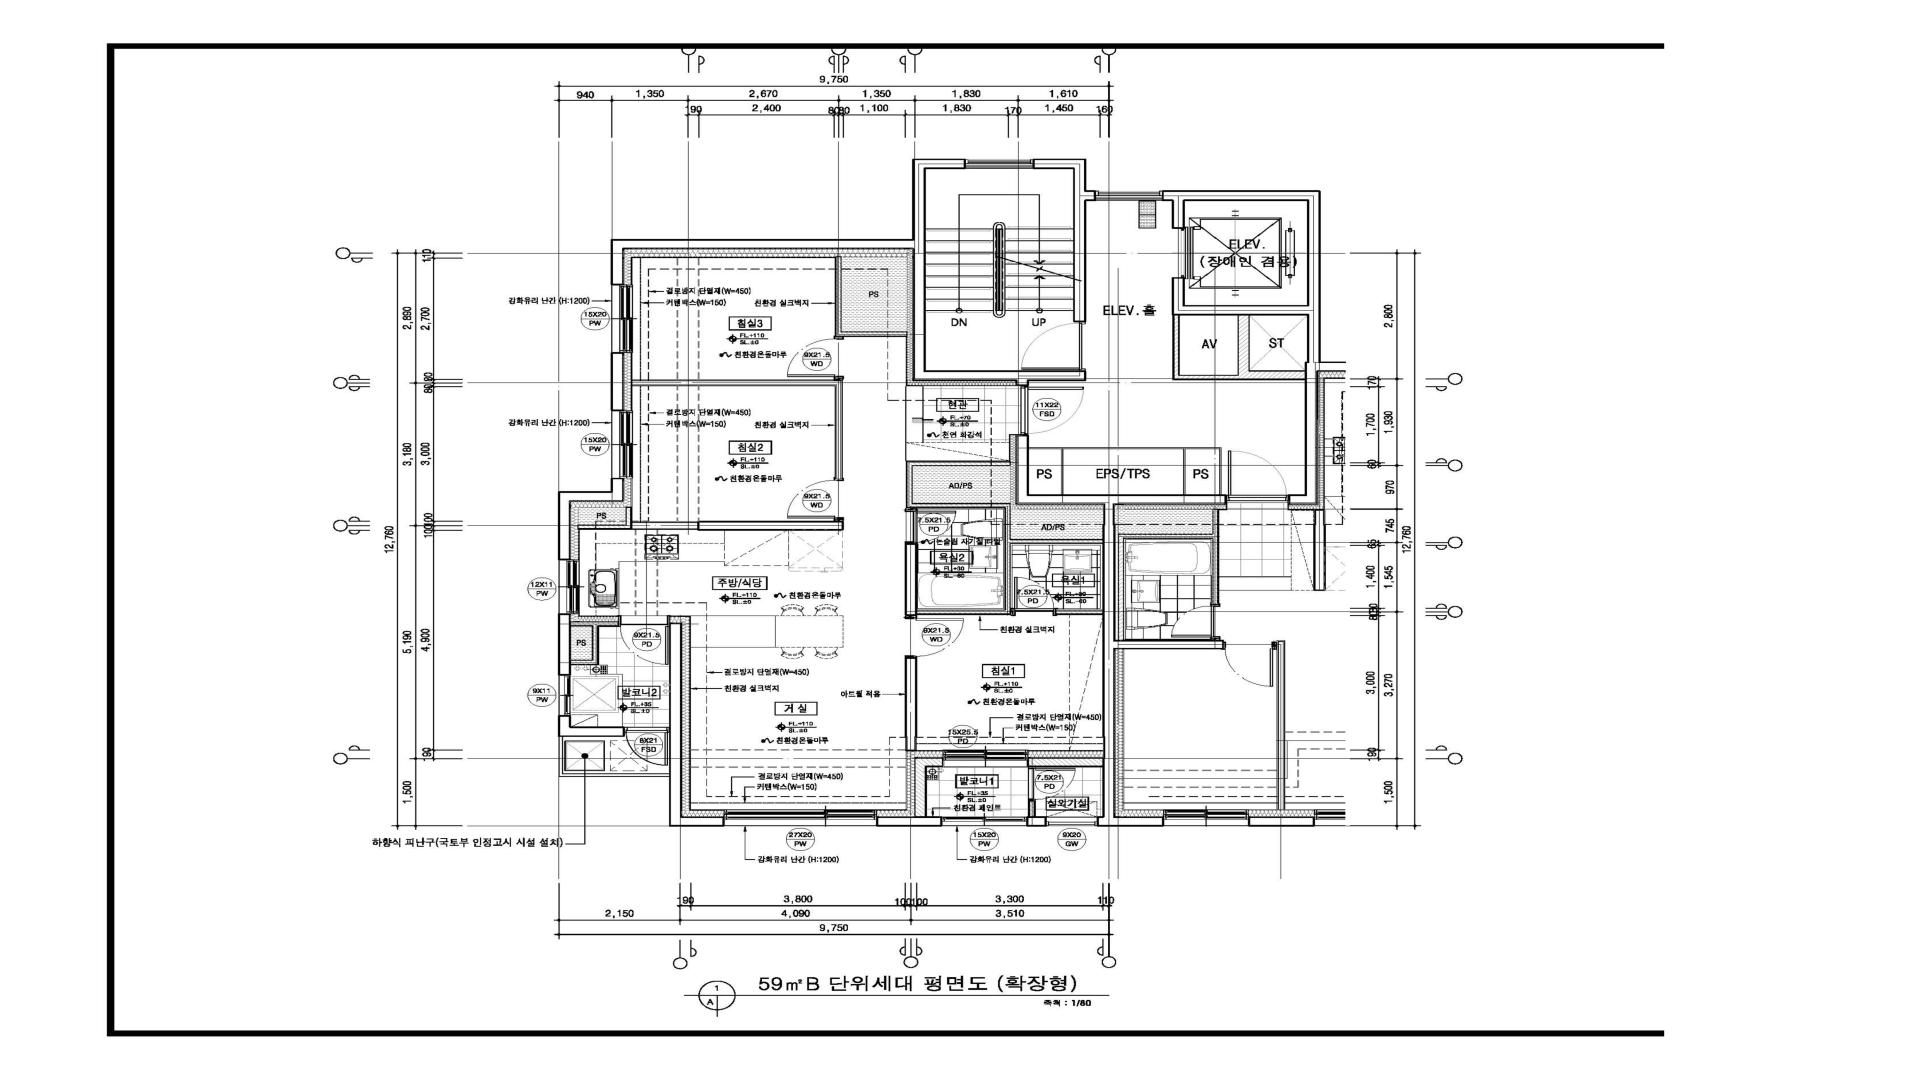 9,750
940 1,350 2,670 1,350 1,830 1,610
190 2,400 8080 1,100 1,830 170 1,450 160
ELEV.
(장애인 겸용)
ELEV. 홀
DN UP
AV ST
PS
결로방지 단열재(W=450)
커텐박스(W=150) 친환경 실크벽지
강화유리 난간 (H:1200)
15X20
PW
침실3
FL.+110
SL.±0
친환경온돌마루
9X21.5
WD
110
2,890 2,700
8080
2,800
결로방지 단열재(W=450)
커텐박스(W=150) 친환경 실크벽지
강화유리 난간 (H:1200)
15X20
PW
침실2
FL.+110
SL.±0
친환경온돌마루
9X21.5
WD
3,180 3,000
100100
현관
FL.+70
SL.±0
천연 화강석
11X22
FSD
PS EPS/TPS PS
AD/PS
AD/PS
170
1,700 1,930
60
970
745
65
1,400 1,545
12,760
12,760
PS
7.5X21.5
PD
논슬립 자기질타일
욕실2
FL.+30
SL.-60
욕실1
FL.+30
SL.-60
7.5X21.5
PD
12X11
PW
주방/식당
FL.+110
SL.±0
친환경온돌마루
9X21.5
PD
9X21.5
WD
친환경 실크벽지
PS
결로방지 단열재(W=450)
친환경 실크벽지
아트월 적용
침실1
FL.+110
SL.±0
친환경온돌마루
5,190 4,900
3,000 3,270
9X11
PW
발코니2
FL.+35
SL.±0
거 실
FL.+110
SL.±0
친환경온돌마루
결로방지 단열재(W=450)
커텐박스(W=150)
15X25.5
PD
8X21
FSD
190
190
1,500
1,500
결로방지 단열재(W=450)
커텐박스(W=150)
발코니1
FL.+35
SL.±0
친환경 페인트
7.5X21
PD
실외기실
하향식 피난구(국토부 인정고시 시설 설치)
27X20
PW
15X20
PW
9X20
GW
강화유리 난간 (H:1200) 강화유리 난간 (H:1200)
190 3,800 100100 3,300 110
2,150 4,090 3,510
9,750
1
A
59㎡B 단위세대 평면도 (확장형)
축척 : 1/80